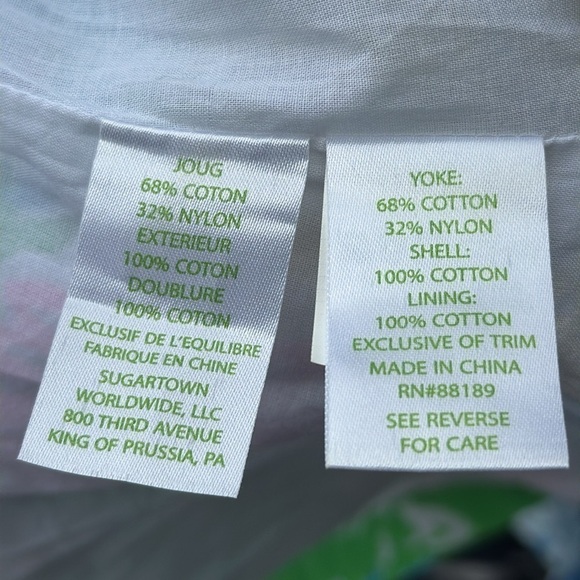 JOUG
68% COTON
32% NYLON
EXTERIEUR
100% COTON
DOUBLURE
100% COTON
EXCLUSIF DE L'EQUILIBRE
FABRIQUE EN CHINE
SUGARTOWN
WORLDWIDE, LLC
800 THIRD AVENUE
KING OF PRUSSIA, PA
YOKE:
68% COTTON
32% NYLON
SHELL:
100% COTTON
LINING:
100% COTTON
EXCLUSIVE OF TRIM
MADE IN CHINA
RN#88189
SEE REVERSE
FOR CARE